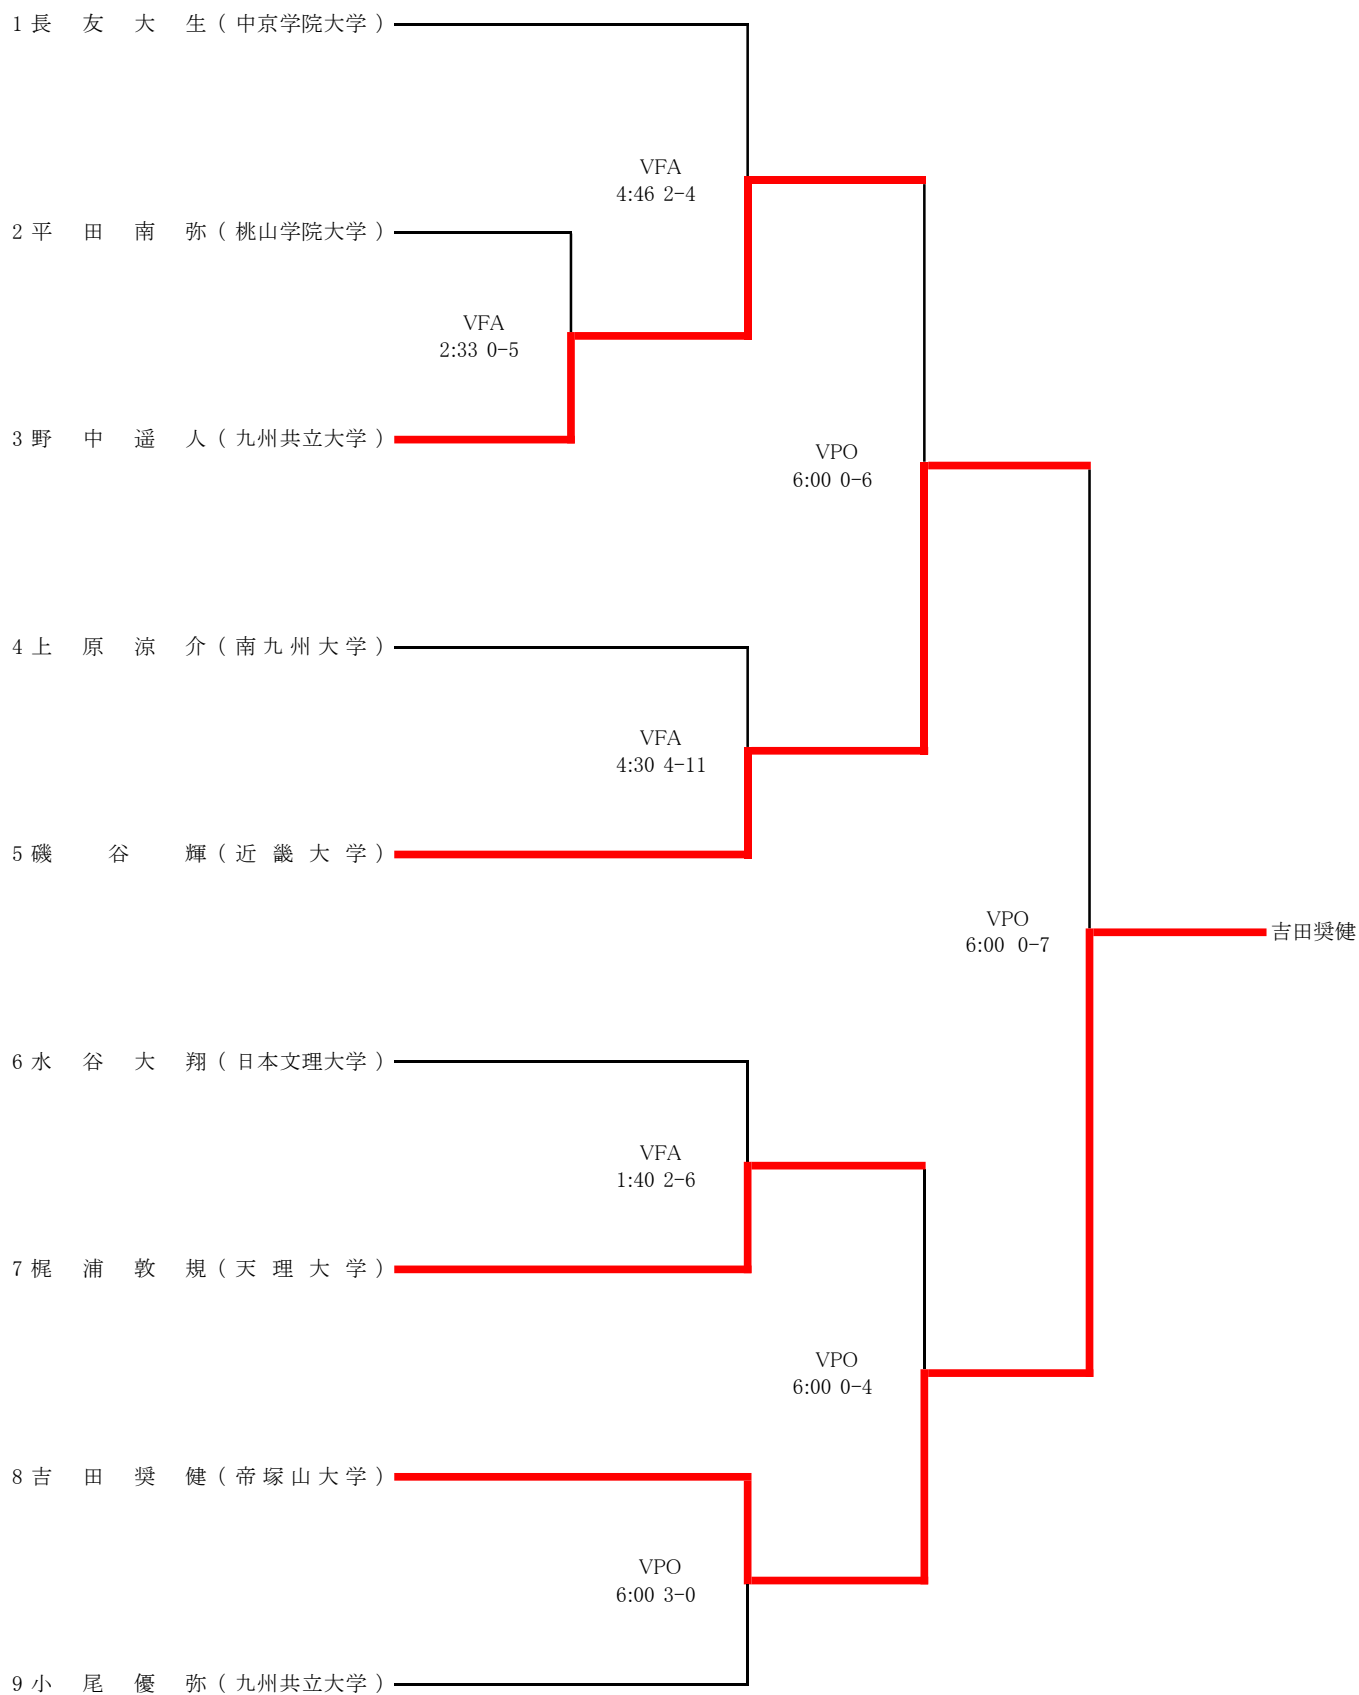 1 長友大生 ( 中京学院大学 )
VFA
4:46 2-4
2 平田南弥 ( 桃山学院大学 )
VFA
2:33 0-5
3 野中遥人 ( 九州共立大学 )
VPO
6:00 0-6
4 上原涼介 ( 南九州大学 )
VFA
4:30 4-11
5 磯谷輝 ( 近畿大学 )
VPO
6:00 0-7
吉田奨健
6 水谷大翔 ( 日本文理大学 )
VFA
1:40 2-6
7 梶浦敦規 ( 天理大学 )
VPO
6:00 0-4
8 吉田奨健 ( 帝塚山大学 )
VPO
6:00 3-0
9 小尾優弥 ( 九州共立大学 )